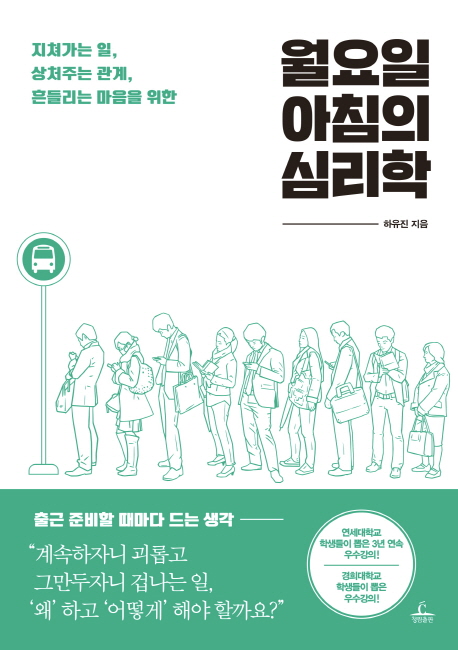 지쳐가는 일,
상처주는 관계,
흔들리는 마음을 위한
월요일
아침의
심리학
하유진 지음
출근 준비할 때마다 드는 생각
“계속하자니 괴롭고
그만두자니 겁나는 일,
‘왜’ 하고 ‘어떻게’ 해야 할까요?”
연세대학교
학생들이 뽑은 3년 연속
우수강의!
경희대학교
학생들이 뽑은
우수강의!
청림출판